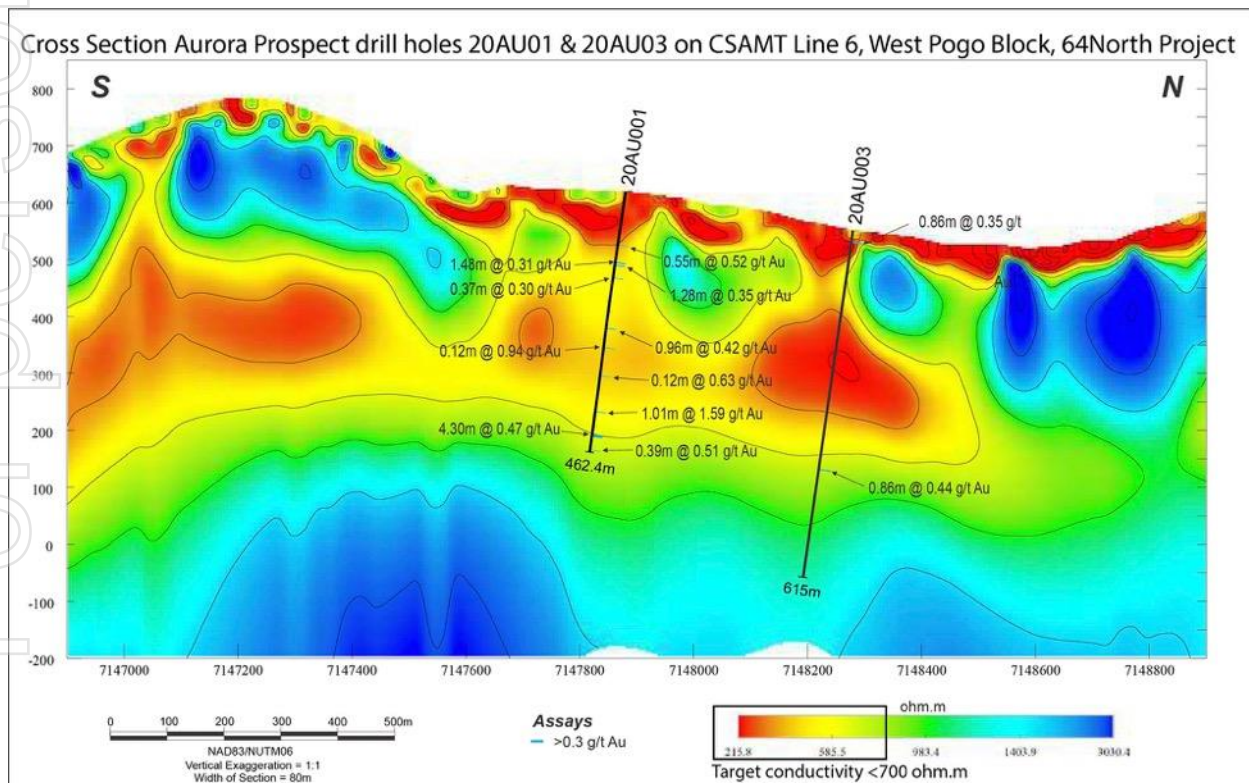 Cross Section Aurora Prospect drill holes 20AU01 & 20AU03 on CSAMT Line 6, West Pogo Block, 64North Project
S
N
800
700
600
500
400
300
200
100
0
-100
-200
20AU001
20AU003
0.86m @ 0.35 g/t
Au
1.48m @ 0.31 g/t Au
0.55m @ 0.52 g/t Au
0.37m @ 0.30 g/t Au
1.28m @ 0.35 g/t Au
0.12m @ 0.94 g/t Au
0.96m @ 0.42 g/t Au
0.12m @ 0.63 g/t Au
1.01m @ 1.59 g/t Au
4.30m @ 0.47 g/t Au
0.39m @ 0.51 g/t Au
462.4m
0.86m @ 0.44 g/t Au
615m
7147000 7147200 7147400 7147600 7147800 7148000 7148200 7148400 7148600 7148800
0 100 200 300 400 500m
NAD83/NUTM06
Vertical Exaggeration = 1:1
Width of Section = 80m
Assays
>0.3 g/t Au
ohm.m
215.8 585.5 983.4 1403.9 3030.4
Target conductivity <700 ohm.m